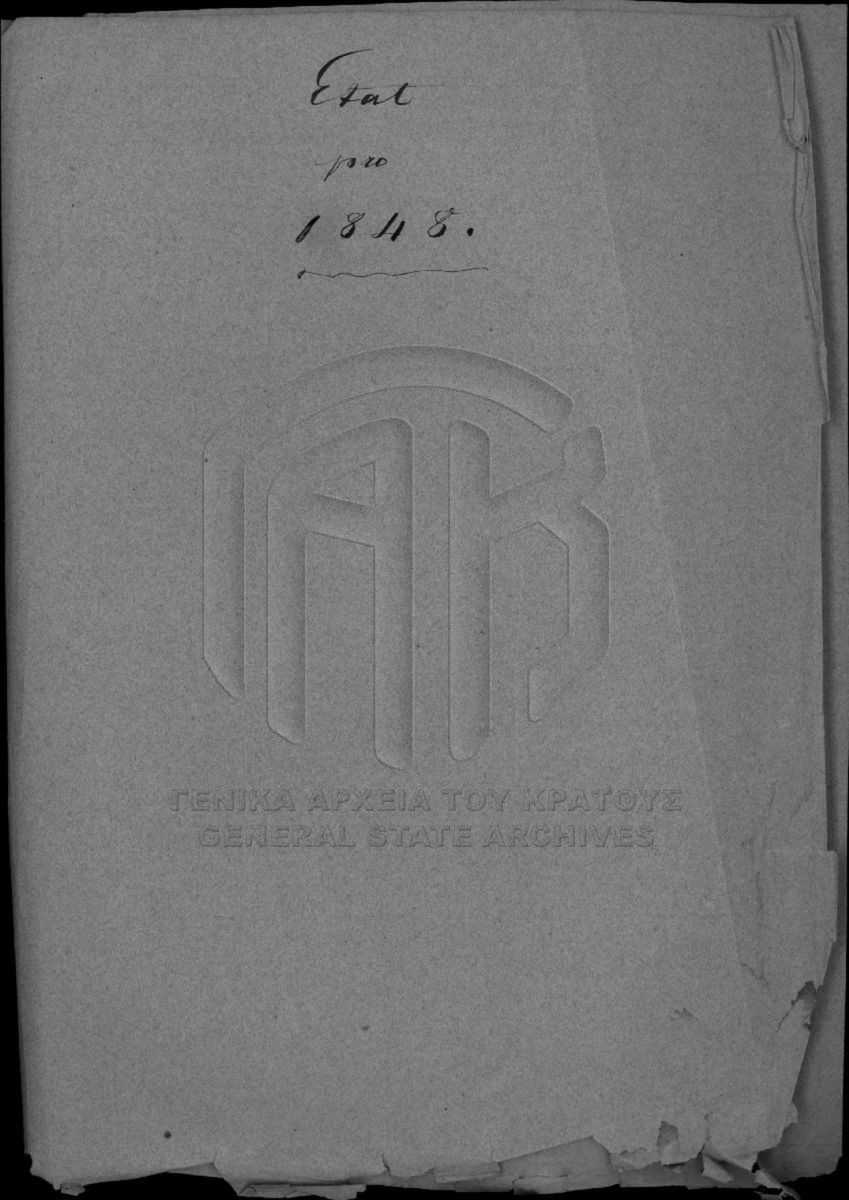 Etat
pro
1848.
ΓΕΝΙΚΑ ΑΡΧΕΙΑ ΤΟΥ ΚΡΑΤΟΥΣ
GENERAL STATE ARCHIVES